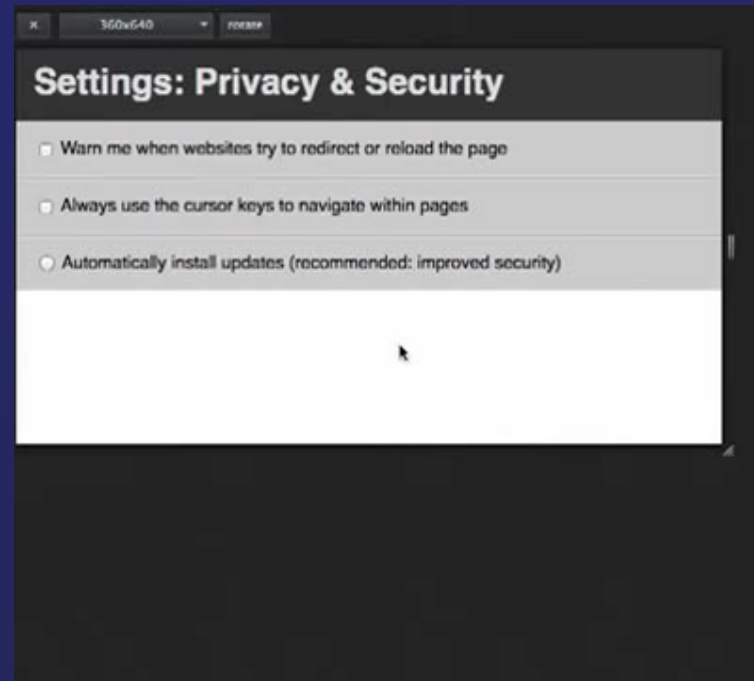 x 360x640 rotate
Settings: Privacy & Security
Warn me when websites try to redirect or reload the page
Always use the cursor keys to navigate within pages
Automatically install updates (recommended: improved security)